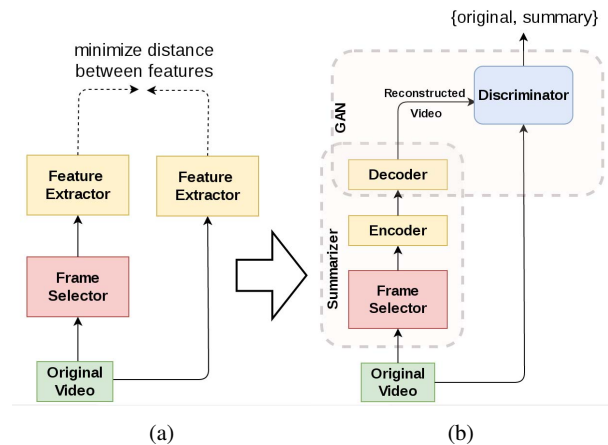 minimize distance
between features
Feature
Extractor
Feature
Extractor
Frame
Selector
Original
Video
(a)
{original, summary}
GAN
Reconstructed
Video
Discriminator
Summarizer
Decoder
Encoder
Frame
Selector
Original
Video
(b)